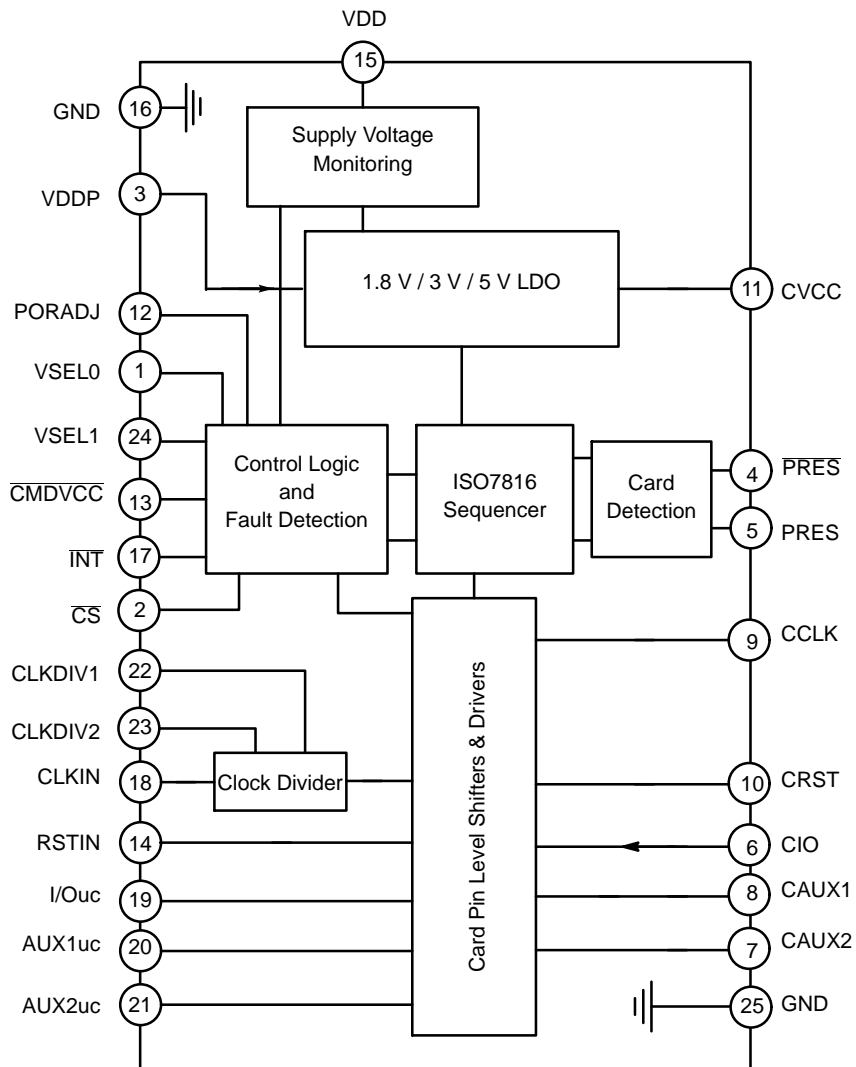 VDD
15
GND
16
Supply Voltage
Monitoring
VDDP
3
1.8 V / 3 V / 5 V LDO
11
CVCC
PORADJ
12
VSEL0
1
VSEL1
24
CMDVCC
13
INT
17
CS
2
Control Logic
and
Fault Detection
ISO7816
Sequencer
Card
Detection
4
PRES
5
PRES
9
CCLK
CLKDIV1
22
CLKDIV2
23
CLKIN
18
Clock Divider
Card Pin Level Shifters & Drivers
10
CRST
RSTIN
14
6
CIO
I/Ouc
19
8
CAUX1
AUX1uc
20
7
CAUX2
AUX2uc
21
25
GND